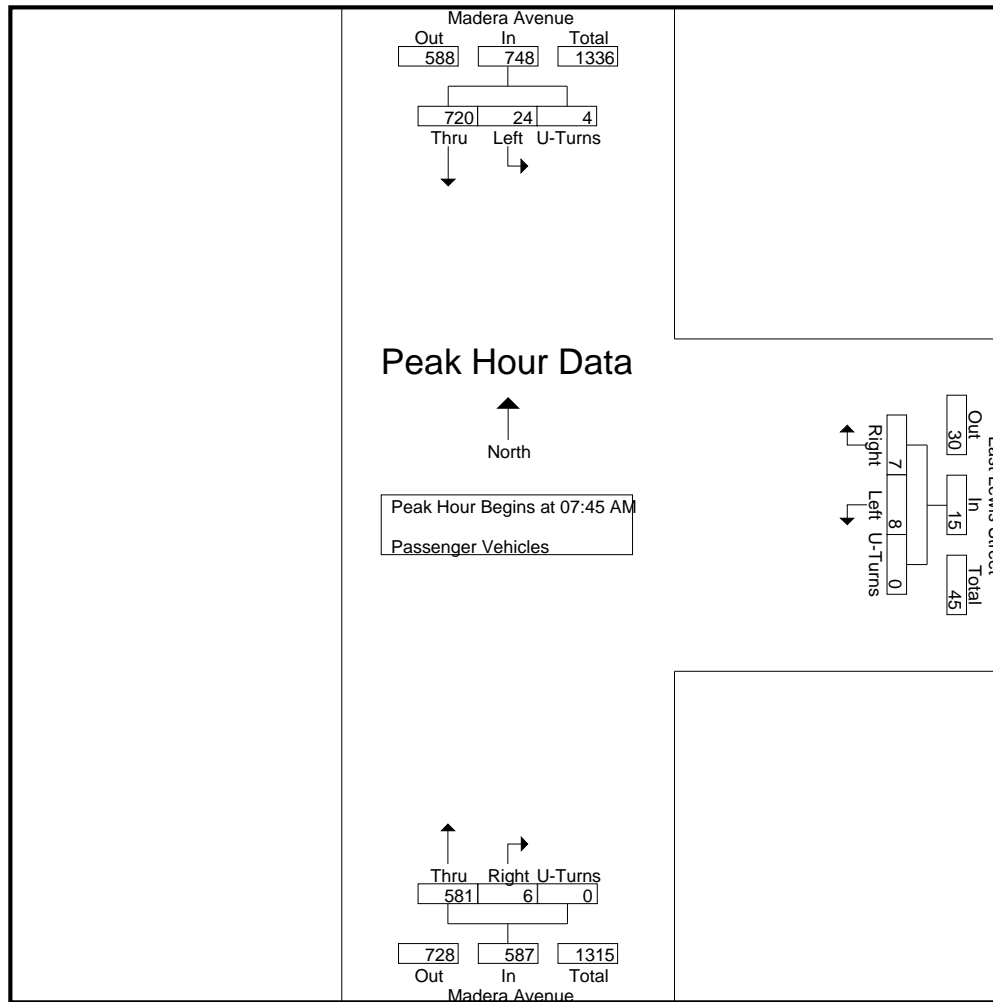 Madera Avenue
Out In Total
588 748 1336
720 24 4
Thru Left U-Turns
Peak Hour Data
North
Peak Hour Begins at 07:45 AM
Passenger Vehicles
Out In Total
30 15 45
7 8 0
Right Left U-Turns
Thru Right U-Turns
581 6 0
728 587 1315
Out In Total
Madera Avenue